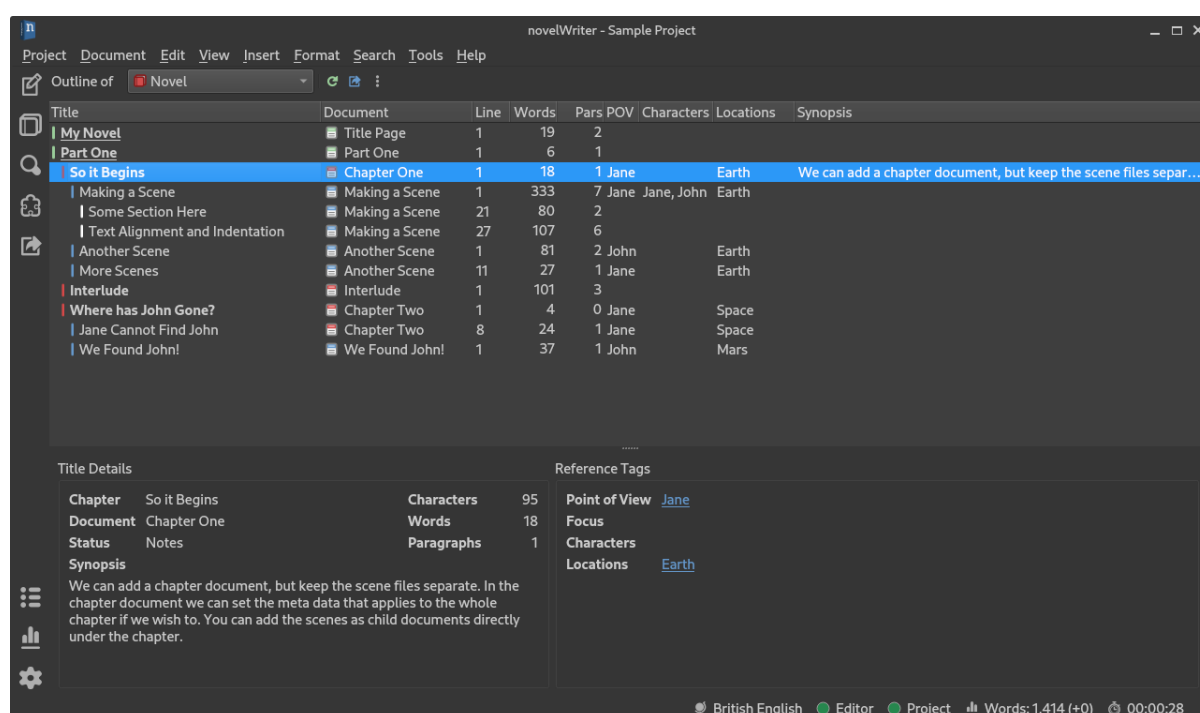 novelWriter - Sample Project
Project Document Edit View Insert Format Search Tools Help
Outline of Novel
Title Document Line Words Pars POV Characters Locations Synopsis
My Novel Title Page 1 19 2
Part One Part One 1 6 1
So it Begins Chapter One 1 18 1 Jane Earth We can add a chapter document, but keep the scene files separ...
Making a Scene Making a Scene 1 333 7 Jane Jane, John Earth
Some Section Here Making a Scene 21 80 2
Text Alignment and Indentation Making a Scene 27 107 6
Another Scene Another Scene 1 81 2 John Earth
More Scenes Another Scene 11 27 1 Jane Earth
Interlude Interlude 1 101 3
Where has John Gone? Chapter Two 1 4 0 Jane Space
Jane Cannot Find John Chapter Two 8 24 1 Jane Space
We Found John! We Found John! 1 37 1 John Mars
Title Details
Chapter So it Begins Characters 95
Document Chapter One Words 18
Status Notes Paragraphs 1
Synopsis
We can add a chapter document, but keep the scene files separate. In the
chapter document we can set the meta data that applies to the whole
chapter if we wish to. You can add the scenes as child documents directly
under the chapter.
Reference Tags
Point of View Jane
Focus
Characters
Locations Earth
British English Editor Project Words: 1,414 (+0) 00:00:28